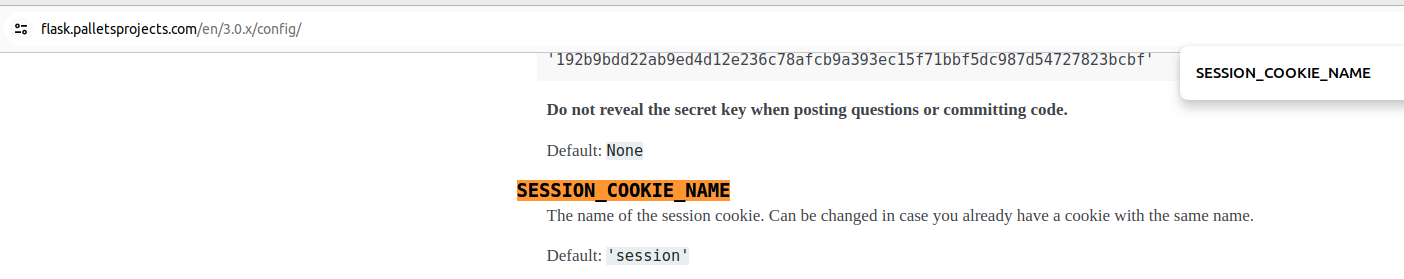 flask.palletsprojects.com/en/3.0.x/config/
SESSION_COOKIE_NAME
'192b9bdd22ab9ed4d12e236c78afcb9a393ec15f71bbf5dc987d54727823bcbf'
Do not reveal the secret key when posting questions or committing code.
Default: None
SESSION_COOKIE_NAME
The name of the session cookie. Can be changed in case you already have a cookie with the same name.
Default: 'session'